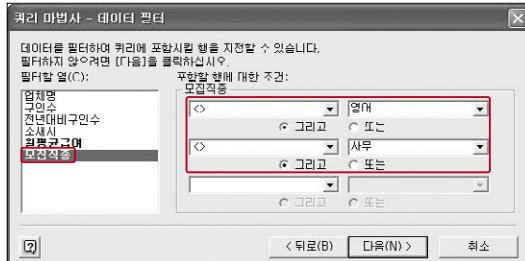 쿼리 마법사 - 데이터 필터
데이터를 필터하여 쿼리에 포함시킬 행을 지정할 수 있습니다.
필터하지 않으려면 [다음]을 클릭하십시오.
필터할 열(C): 포함할 행에 대한 조건:
모집직종
업체명
구인수
전년대비구인수
소재시
월평균급여
모집직종
<> 영어
그리고 또는
<> 사무
그리고 또는
그리고 또는
< 뒤로(B) 다음(N) > 취소